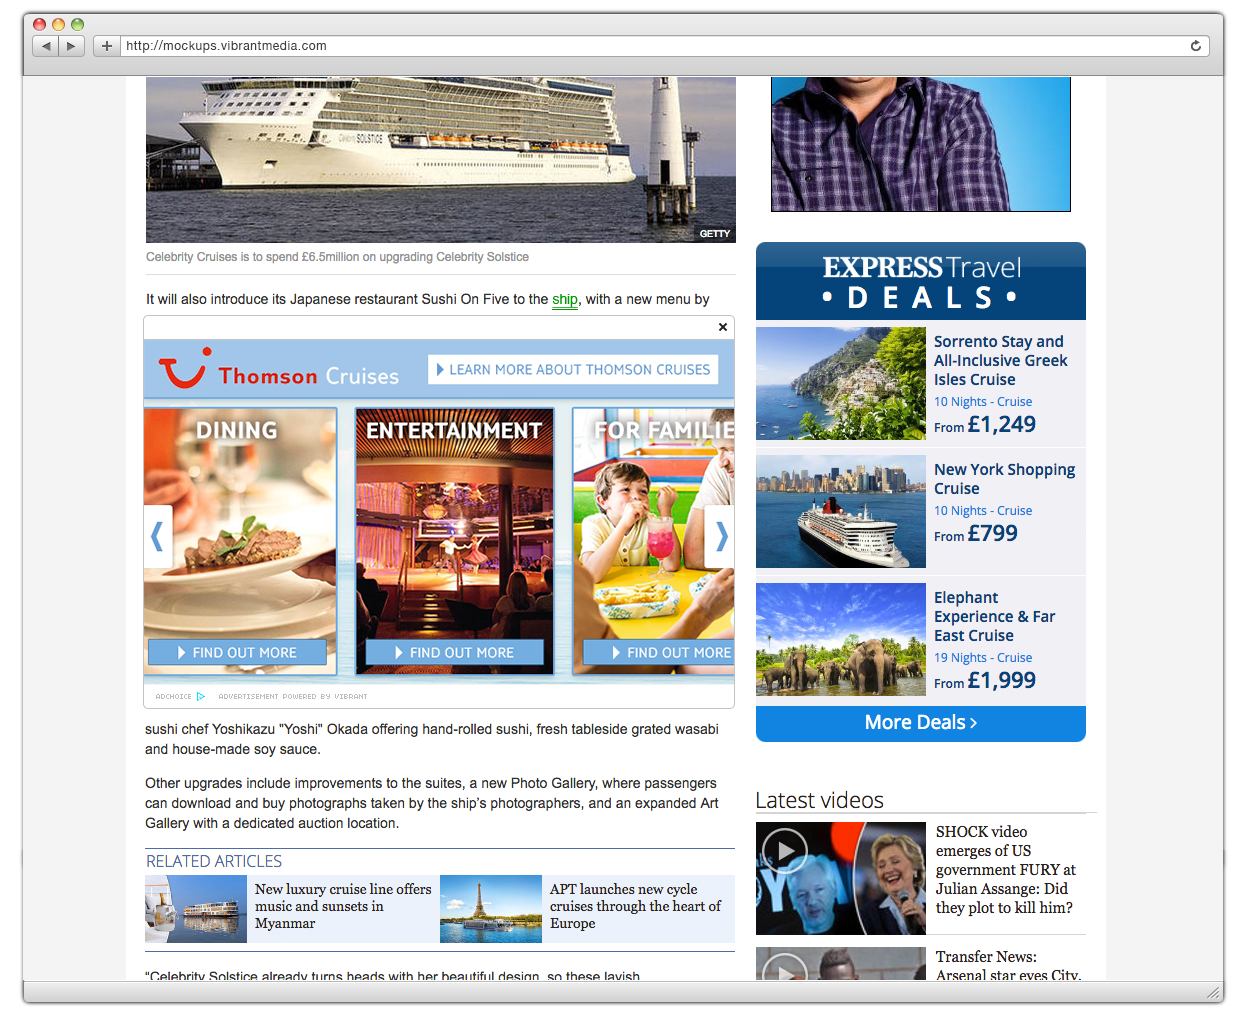 http://mockups.vibrantmedia.com
Celebrity SOLSTICE
GETTY
Celebrity Cruises is to spend £6.5million on upgrading Celebrity Solstice
It will also introduce its Japanese restaurant Sushi On Five to the ship, with a new menu by
Thomson Cruises
LEARN MORE ABOUT THOMSON CRUISES
DINING
ENTERTAINMENT
FOR FAMILIE
FIND OUT MORE
FIND OUT MORE
FIND OUT MORE
ADCHOICE
ADVERTISEMENT POWERED BY VIBRANT
sushi chef Yoshikazu "Yoshi" Okada offering hand-rolled sushi, fresh tableside grated wasabi
and house-made soy sauce.
Other upgrades include improvements to the suites, a new Photo Gallery, where passengers
can download and buy photographs taken by the ship’s photographers, and an expanded Art
Gallery with a dedicated auction location.
RELATED ARTICLES
New luxury cruise line offers
music and sunsets in
Myanmar
APT launches new cycle
cruises through the heart of
Europe
“Celebrity Solstice already turns heads with her beautiful design, so these lavish
EXPRESS Travel
• DEALS •
Sorrento Stay and
All-Inclusive Greek
Isles Cruise
10 Nights - Cruise
From £1,249
New York Shopping
Cruise
10 Nights - Cruise
From £799
Elephant
Experience & Far
East Cruise
19 Nights - Cruise
From £1,999
More Deals ›
Latest videos
SHOCK video
emerges of US
government FURY at
Julian Assange: Did
they plot to kill him?
Transfer News:
Arsenal star eyes City,